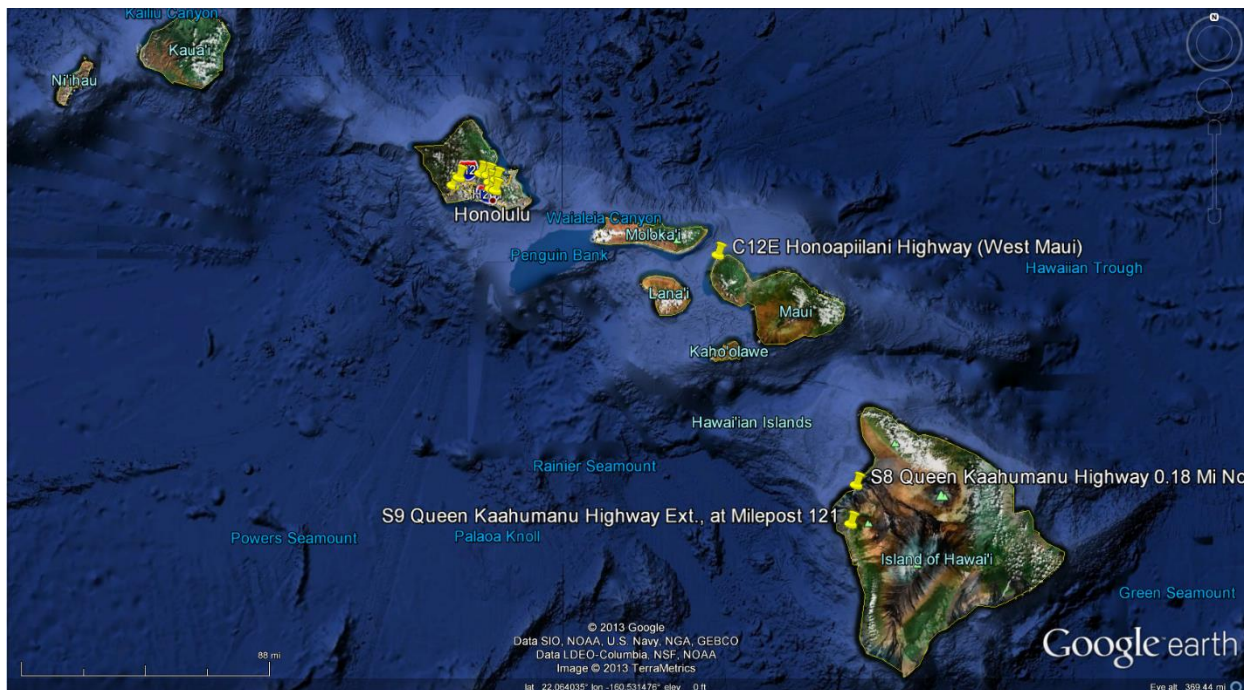 Kailiu Canyon
N
Kaua'i
Ni'ihau
12
12
Honolulu
Waialeia Canyon
Moloka'i
Penguin Bank
C12E Honoapiilani Highway (West Maui)
Hawaiian Trough
Lana'i
Maui
Kaho'olawe
Hawai'ian Islands
Rainier Seamount
S8 Queen Kaahumanu Highway 0.18 Mi No
S9 Queen Kaahumanu Highway Ext., at Milepost 121
Powers Seamount
Palaoa Knoll
Island of Hawai'i
Green Seamount
© 2013 Google
Data SIO, NOAA, U.S. Navy, NGA, GEBCO
Data LDEO-Columbia, NSF, NOAA
Image © 2013 TerraMetrics
Google earth
88 mi
lat 22.064035° lon -160.531476° elev 0 ft
Eye alt 369.44 mi